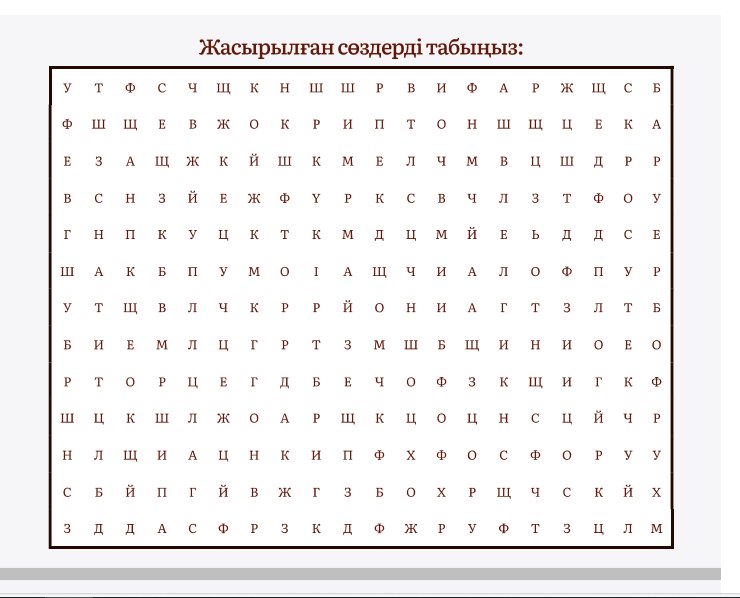 Жасырылған сөздерді табыңыз:
У Т Ф С Ч Щ К Н Ш Ш Р В И Ф А Р Ж Щ С Б
Ф Ш Щ Е В Ж О К Р И П Т О Н Ш Щ Ц Е К А
Е З А Щ Ж К Й Ш К М Е Л Ч М В Ц Ш Д Р Р
В С Н З Й Е Ж Ф Ү Р К С В Ч Л З Т Ф О У
Г Н П К У Ц К Т К М Д Ц М Й Е Ь Д Д С Е
Ш А К Б П У М О І А Щ Ч И А Л О Ф П У Р
У Т Щ В Л Ч К Р Р Й О Н И А Г Т З Л Т Б
Б И Е М Л Ц Г Р Т З М Ш Б Щ И Н И О Е О
Р Т О Р Ц Е Г Д Б Е Ч О Ф З К Щ И Г К Ф
Ш Ц К Ш Л Ж О А Р Щ К Ц О Ц Н С Ц Й Ч Р
Н Л Щ И А Ц Н К И П Ф Х Ф О С Ф О Р У У
С Б Й П Г Й В Ж Г З Б О Х Р Щ Ч С К Й Х
З Д Д А С Ф Р З К Д Ф Ж Р У Ф Т З Ц Л М